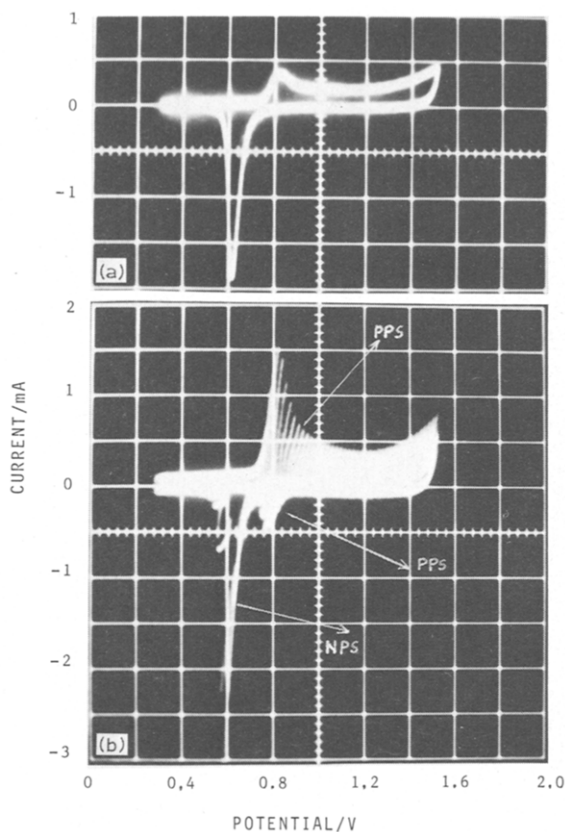 1
0
-1
(a)
2
PPS
1
0
PPS
-1
NPS
-2
(b)
-3
0 0.4 0.8 1.2 1.6 2.0
CURRENT/mA
POTENTIAL/V